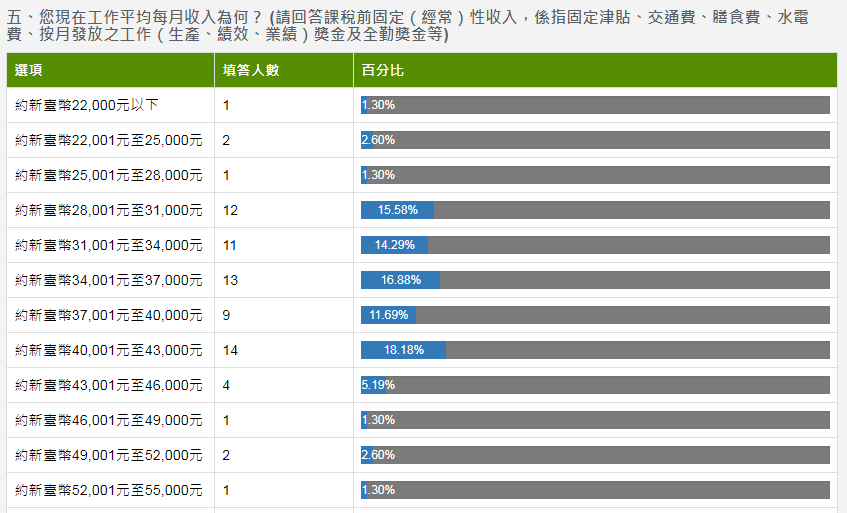 五、您現在工作平均每月收入為何？ (請回答課稅前固定（經常）性收入，係指固定津貼、交通費、膳食費、水電
費、按月發放之工作（生產、績效、業績）獎金及全勤獎金等)
選項 填答人數 百分比
約新臺幣22,000元以下 1 1.30%
約新臺幣22,001元至25,000元 2 2.60%
約新臺幣25,001元至28,000元 1 1.30%
約新臺幣28,001元至31,000元 12 15.58%
約新臺幣31,001元至34,000元 11 14.29%
約新臺幣34,001元至37,000元 13 16.88%
約新臺幣37,001元至40,000元 9 11.69%
約新臺幣40,001元至43,000元 14 18.18%
約新臺幣43,001元至46,000元 4 5.19%
約新臺幣46,001元至49,000元 1 1.30%
約新臺幣49,001元至52,000元 2 2.60%
約新臺幣52,001元至55,000元 1 1.30%